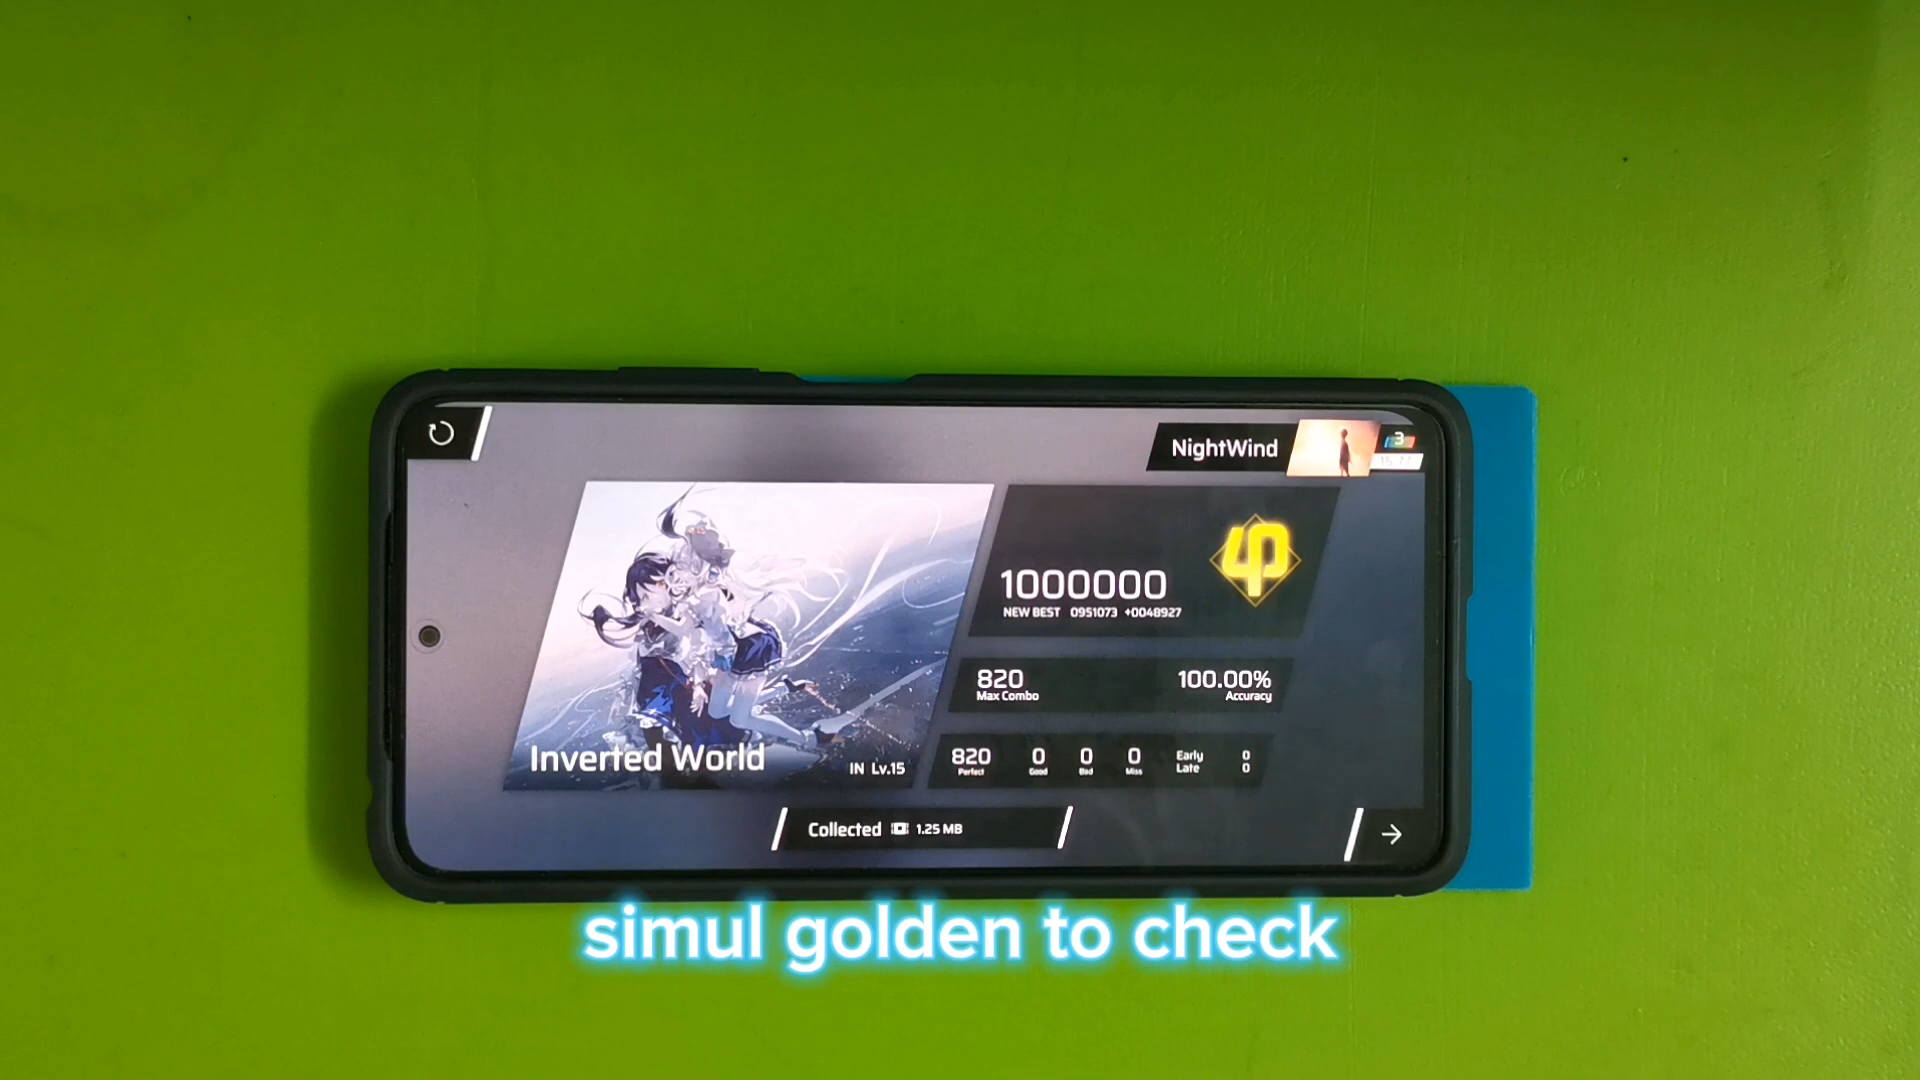 NightWind
3
1000000
NEW BEST 0951073 +0048927
820
Max Combo
100.00%
Accuracy
Inverted World
IN Lv.15
820 Perfect
0 Good
0 Bad
0 Miss
Early 0
Late 0
Collected 1.25 MB
simul golden to check